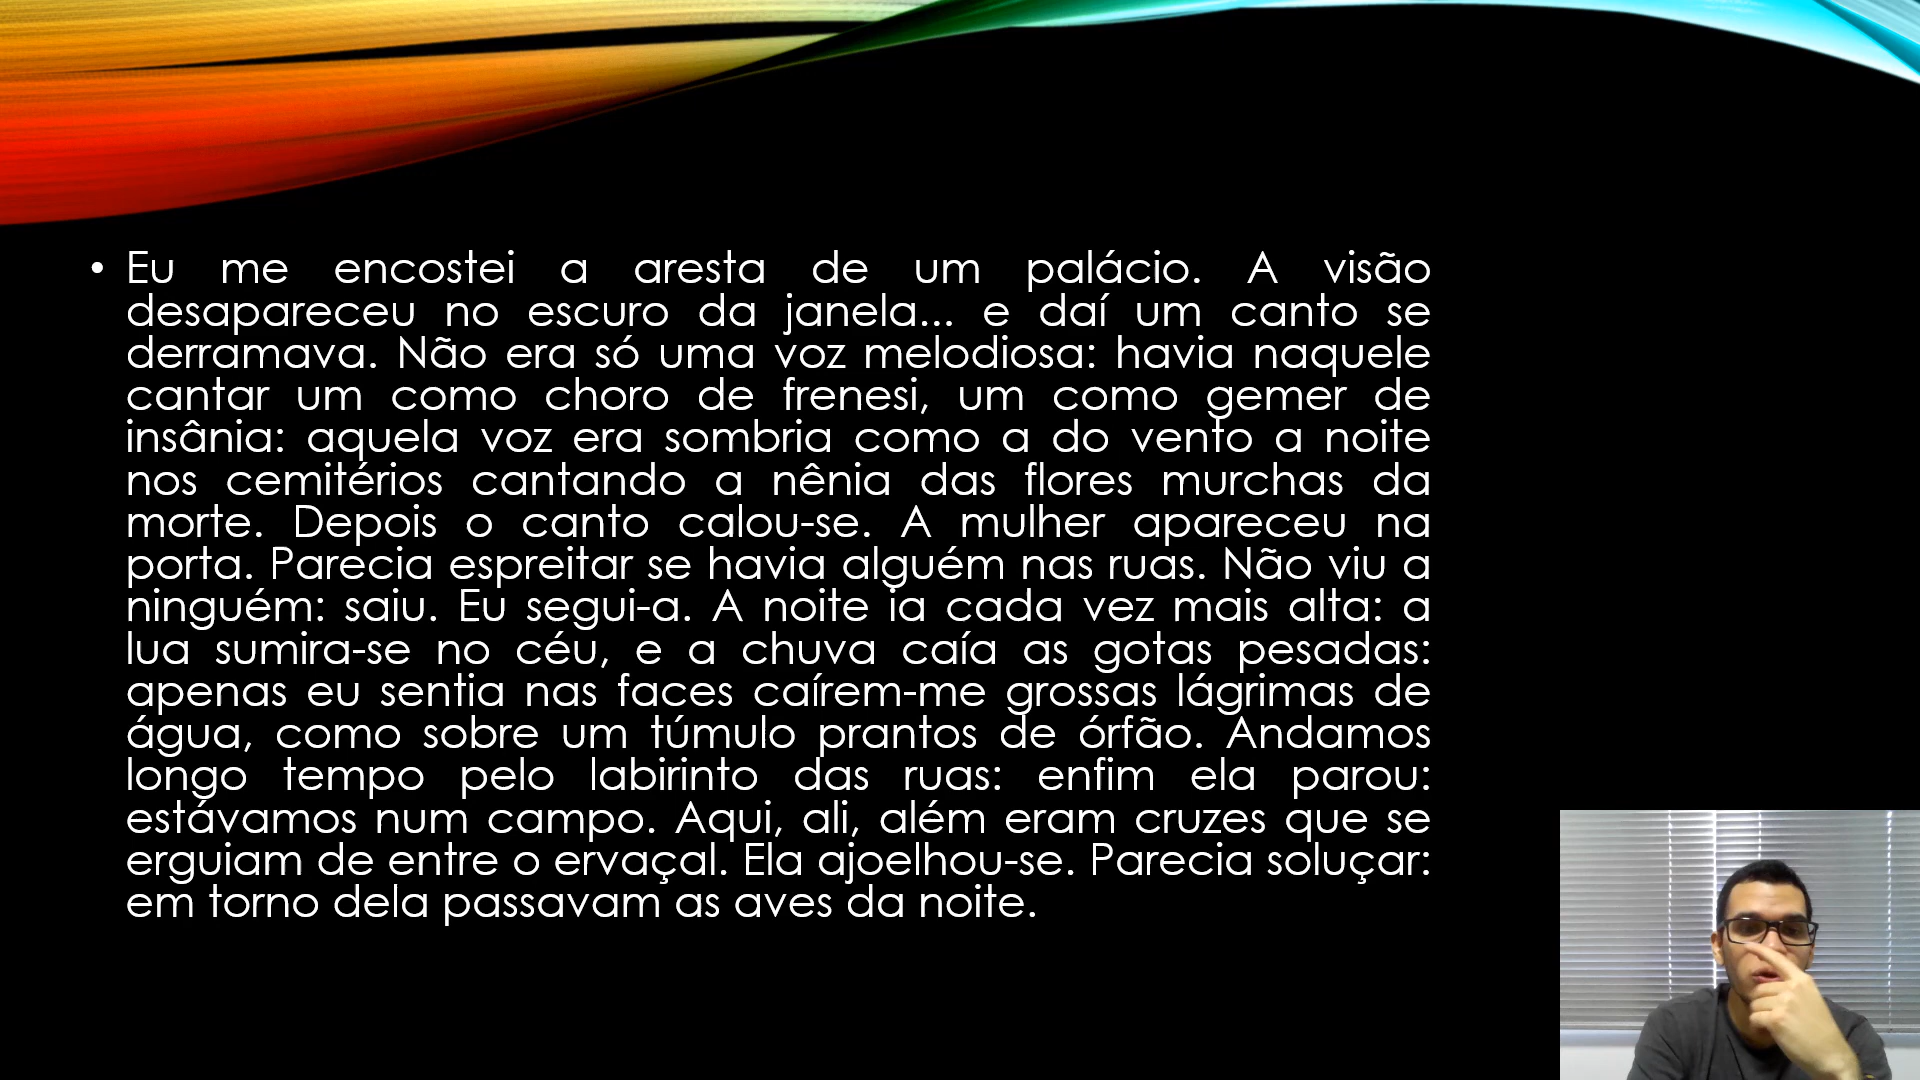 • Eu me encostei a aresta de um palácio. A visão
desapareceu no escuro da janela... e daí um canto se
derramava. Não era só uma voz melodiosa: havia naquele
cantar um como choro de frenesi, um como gemer de
insânia: aquela voz era sombria como a do vento a noite
nos cemitérios cantando a nênia das flores murchas da
morte. Depois o canto calou-se. A mulher apareceu na
porta. Parecia espreitar se havia alguém nas ruas. Não viu a
ninguém: saiu. Eu segui-a. A noite ia cada vez mais alta: a
lua sumira-se no céu, e a chuva caía as gotas pesadas:
apenas eu sentia nas faces caírem-me grossas lágrimas de
água, como sobre um túmulo prantos de órfão. Andamos
longo tempo pelo labirinto das ruas: enfim ela parou:
estávamos num campo. Aqui, ali, além eram cruzes que se
erguiam de entre o ervaçal. Ela ajoelhou-se. Parecia soluçar:
em torno dela passavam as aves da noite.